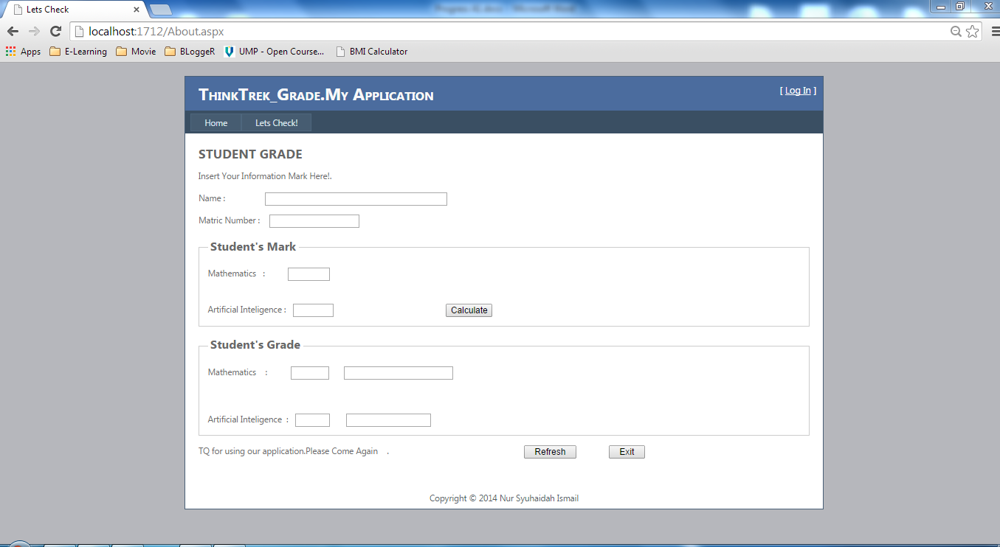 Lets Check
localhost:1712/About.aspx
Apps E-Learning Movie BLoggeR UMP - Open Course... BMI Calculator
ThinkTrek_Grade.My Application
[ Log In ]
Home Lets Check!
STUDENT GRADE
Insert Your Information Mark Here!.
Name :
Matric Number :
Student's Mark
Mathematics :
Artificial Inteligence : Calculate
Student's Grade
Mathematics :
Artificial Inteligence :
TQ for using our application.Please Come Again . Refresh Exit
Copyright © 2014 Nur Syuhaidah Ismail